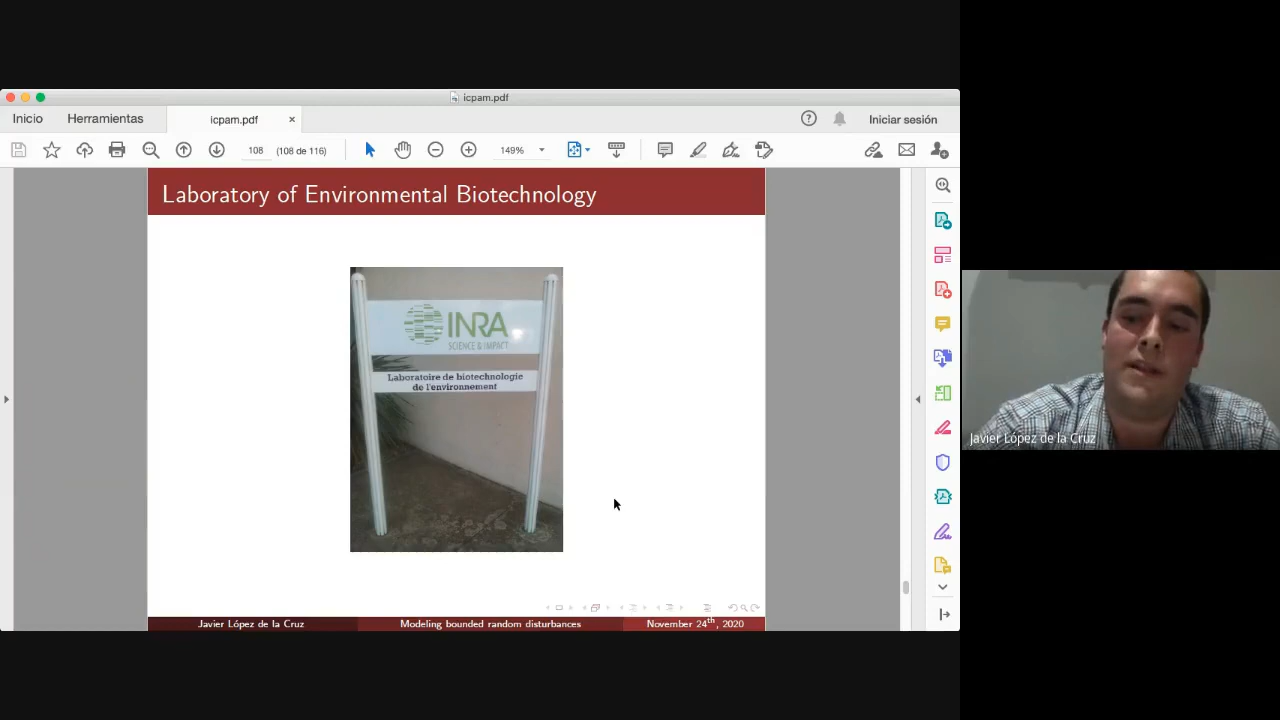 icpam.pdf
Inicio
Herramientas
icpam.pdf
Iniciar sesión
108
(108 de 116)
149%
Laboratory of Environmental Biotechnology
INRA
SCIENCE & IMPACT
Laboratoire de biotechnologie
de l'environnement
Javier López de la Cruz
Modeling bounded random disturbances
November 24th, 2020
Javier López de la Cruz